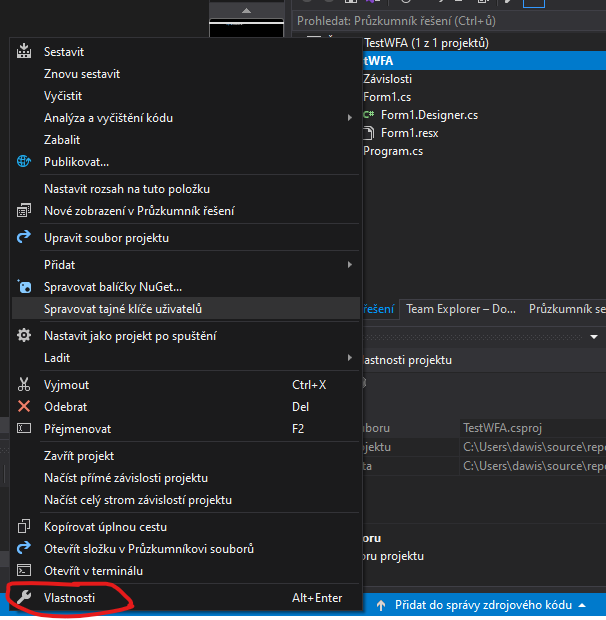 Prohledat: Průzkumník řešení (Ctrl+ů)
TestWFA (1 z 1 projektů)
tWFA
Závislosti
Form1.cs
C# Form1.Designer.cs
Form1.resx
Program.cs
Sestavit
Znovu sestavit
Vyčistit
Analýza a vyčištění kódu
Zabalit
Publikovat...
Nastavit rozsah na tuto položku
Nové zobrazení v Průzkumník řešení
Upravit soubor projektu
Přidat
Spravovat balíčky NuGet...
Spravovat tajné klíče uživatelů
Nastavit jako projekt po spuštění
Ladit
Vyjmout Ctrl+X
Odebrat Del
Přejmenovat F2
Zavřít projekt
Načíst přímé závislosti projektu
Načíst celý strom závislostí projektu
Kopírovat úplnou cestu
Otevřít složku v Průzkumníkovi souborů
Otevřít v terminálu
Vlastnosti Alt+Enter
řešení Team Explorer – Do... Průzkumník se
lastnosti projektu
uboru TestWFA.csproj
ojektu C:\Users\dawis\source\repo
ta C:\Users\dawis\source\repo
oru
oru projektu
Přidat do správy zdrojového kódu